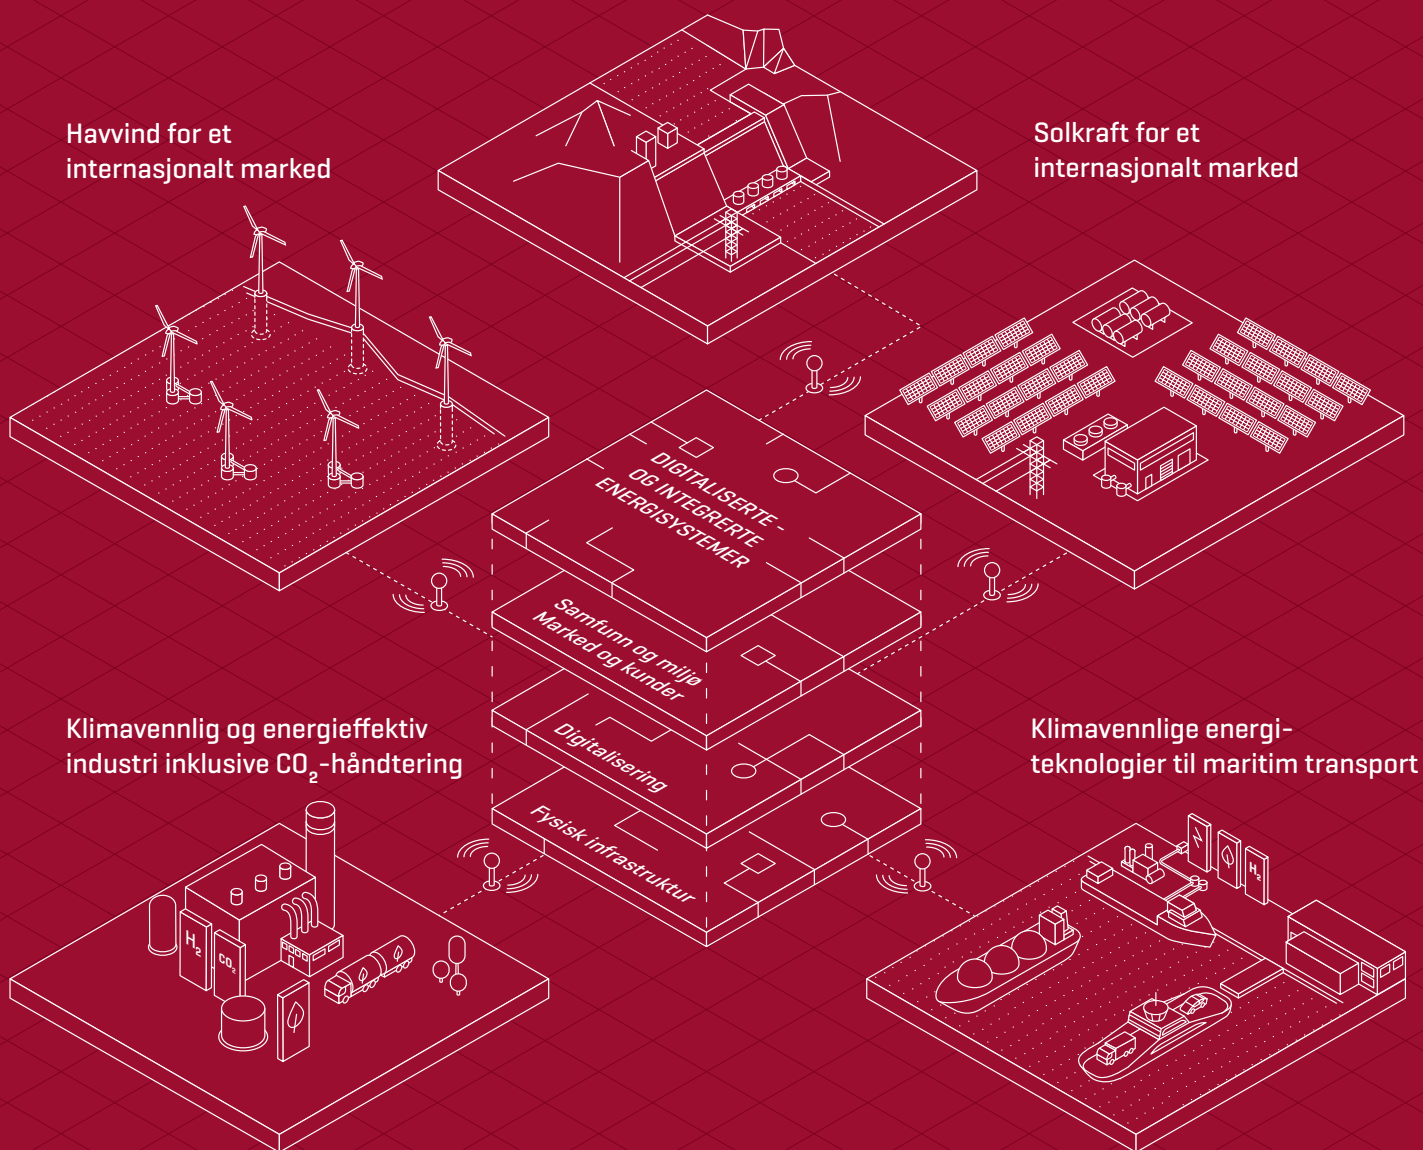 Havvind for et
internasjonalt marked
Solkraft for et
internasjonalt marked
DIGITALISERTE -
OG INTEGRERTE
ENERGISYSTEMER
Samfunn og miljø
Marked og kunder
Digitalisering
Fysisk infrastruktur
Klimavennlig og energieffektiv
industri inklusive CO₂-håndtering
H₂
CO₂
Klimavennlige energi-
teknologier til maritim transport
H₂